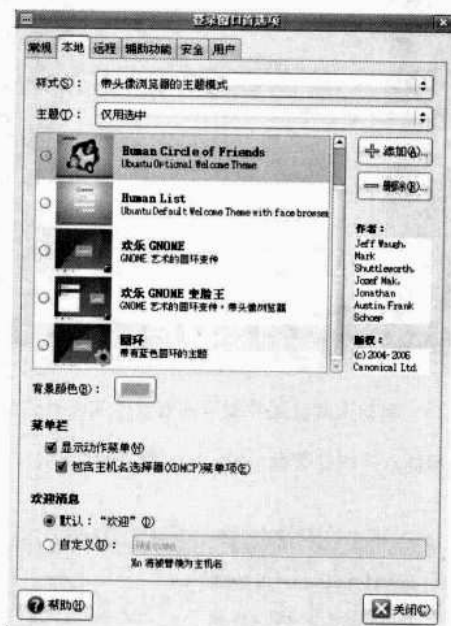 登录窗口首选项
常规 本地 远程 辅助功能 安全 用户
样式(S): 带头像浏览器的主题模式
主题(T): 仅用选中
Human Circle of Friends
Ubuntu Optional Welcome Theme
添加(A)...
Human List
Ubuntu Default Welcome Theme with face browser
删除(R)...
欢乐 GNOME
GNOME 艺术的圆环变件
欢乐 GNOME 变脸王
GNOME 艺术的圆环变件，带头像浏览器
圆环
带有蓝色圆环的主题
作者：
Jeff Waugh,
Mark
Shuttleworth,
Jozef Mak,
Jonathan
Austin, Frank
Schoep
版权：
(c) 2004-2006
Canonical Ltd.
背景颜色(B):
菜单栏
显示动作菜单(W)
包含主机名选择器(XDMCP)菜单项(E)
欢迎消息
默认：“欢迎”(D)
自定义(U): Welcome
%n 将被替换为主机名
帮助(H)
关闭(C)